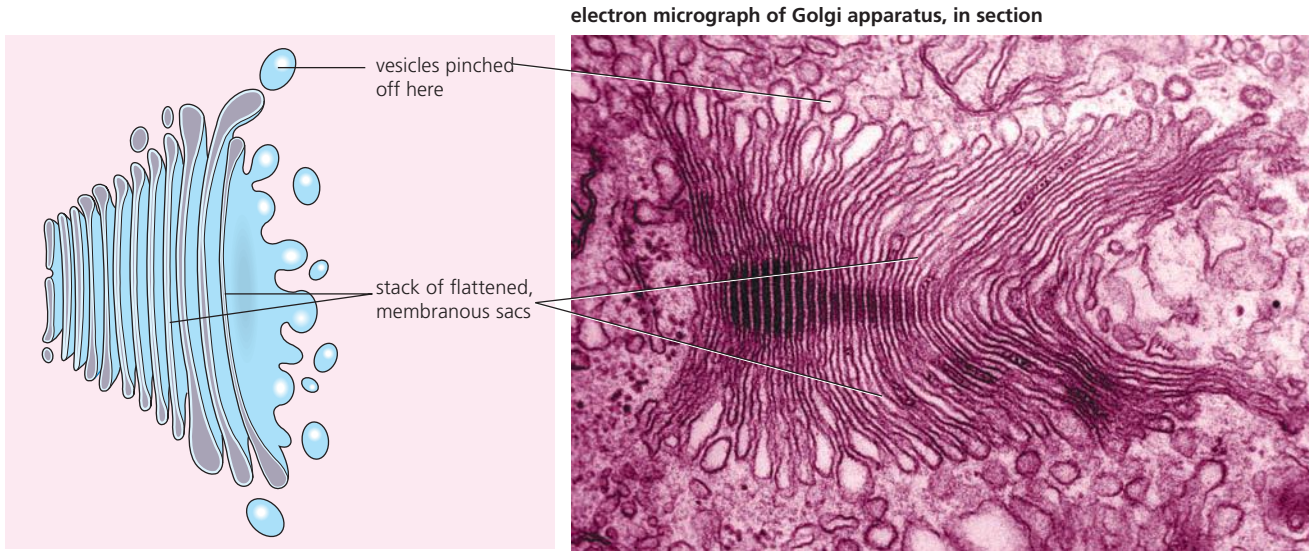 electron micrograph of Golgi apparatus, in section
vesicles pinched
off here
stack of flattened,
membranous sacs